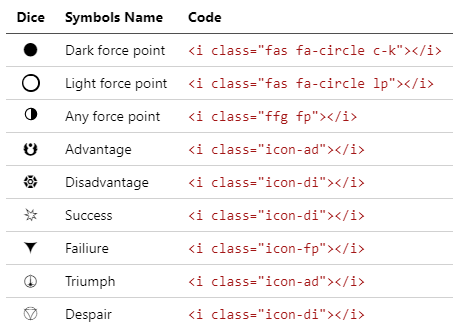 Dice Symbols Name Code
Dark force point <i class="fas fa-circle c-k"></i>
Light force point <i class="fas fa-circle lp"></i>
Any force point <i class="ffg fp"></i>
Advantage <i class="icon-ad"></i>
Disadvantage <i class="icon-di"></i>
Success <i class="icon-di"></i>
Failiure <i class="icon-fp"></i>
Triumph <i class="icon-ad"></i>
Despair <i class="icon-di"></i>